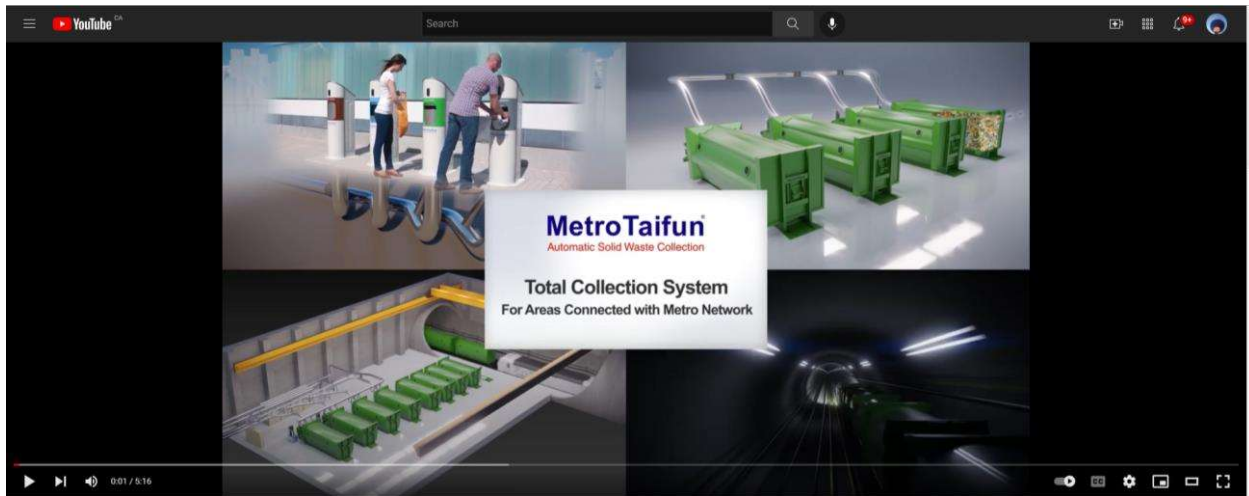 YouTube CA
Search
9+
MetroTaifun®
Automatic Solid Waste Collection
Total Collection System
For Areas Connected with Metro Network
0:01 / 5:16
CC